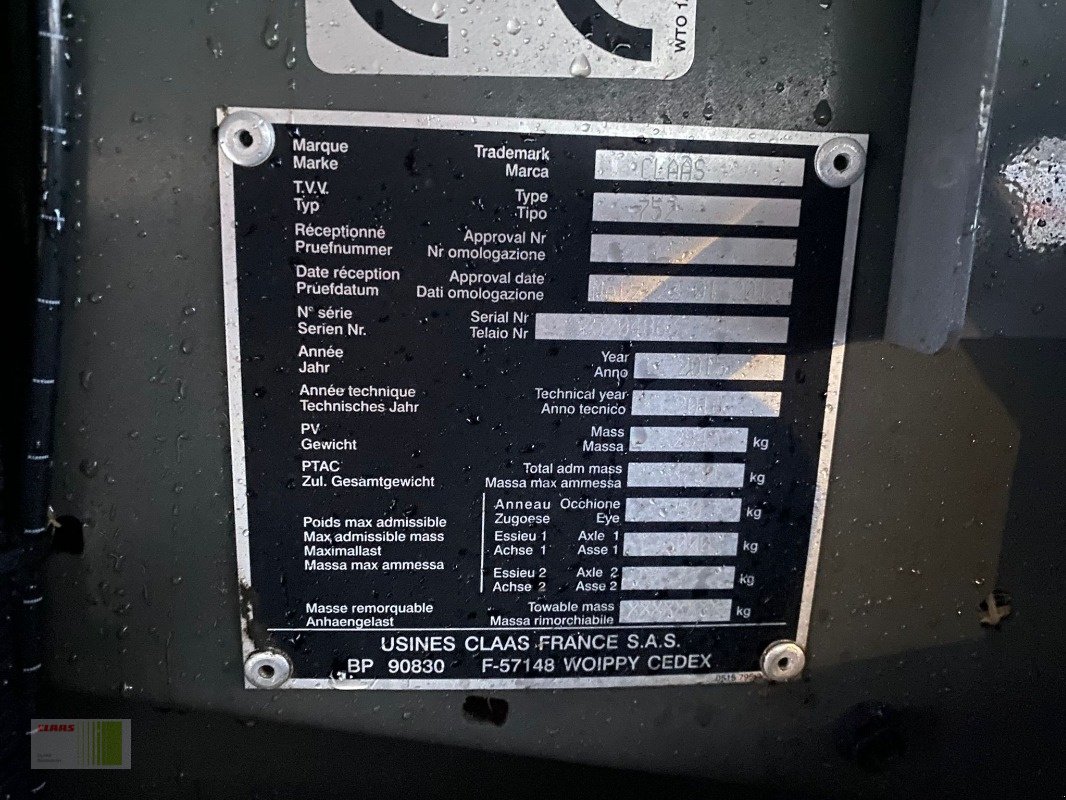 WTO 1
Marque Trademark
Marke Marca CLAAS
T.V.V. Type
Typ Tipo 757
Réceptionné Approval Nr
Pruefnummer Nr omologazione
Date réception Approval date
Pruefdatum Dati omologazione
N° série Serial Nr
Serien Nr. Telaio Nr
Année Year
Jahr Anno
Année technique Technical year
Technisches Jahr Anno tecnico
PV Mass
Gewicht Massa kg
PTAC Total adm mass
Zul. Gesamtgewicht Massa max ammessa kg
Anneau Occhione
Poids max admissible Zugoese Eye kg
Max admissible mass Essieu 1 Axle 1
Maximallast Achse 1 Asse 1 kg
Massa max ammessa Essieu 2 Axle 2
Achse 2 Asse 2 kg
Masse remorquable Towable mass
Anhaengelast Massa rimorchiabile kg
USINES CLAAS FRANCE S.A.S.
BP 90830 F-57148 WOIPPY CEDEX
CLAAS